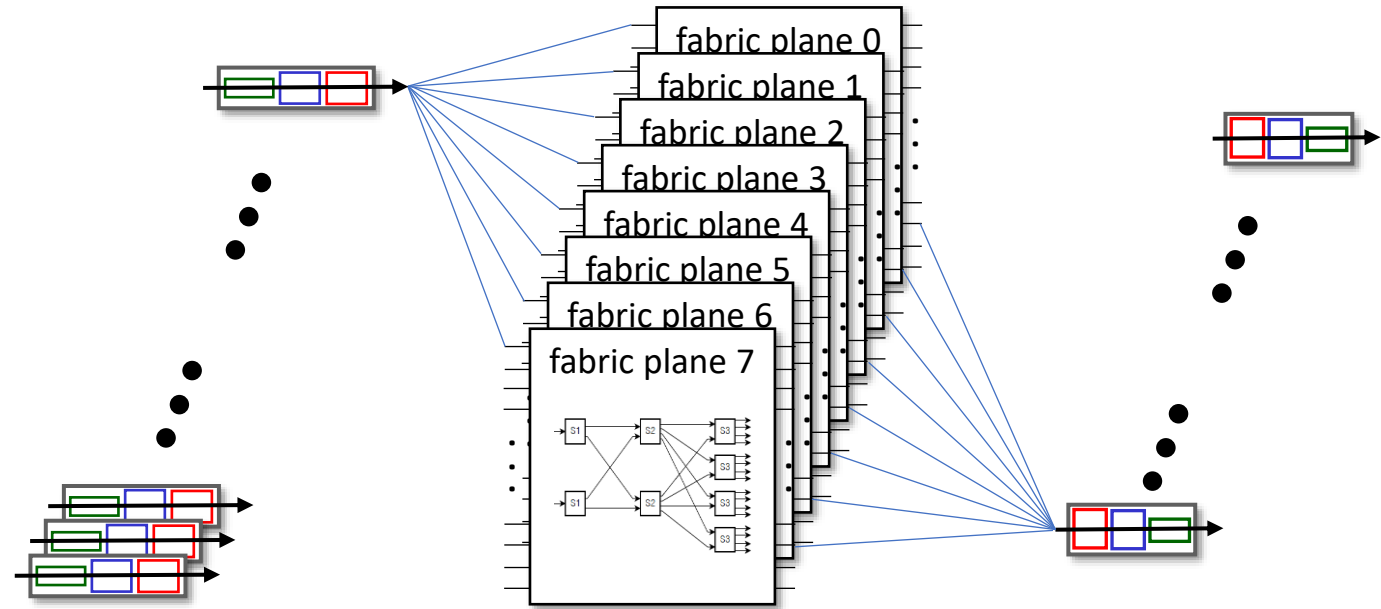 fabric plane 0
fabric plane 1
fabric plane 2
fabric plane 3
fabric plane 4
fabric plane 5
fabric plane 6
fabric plane 7
S1 S2 S3
S3
S1 S2 S3
S3